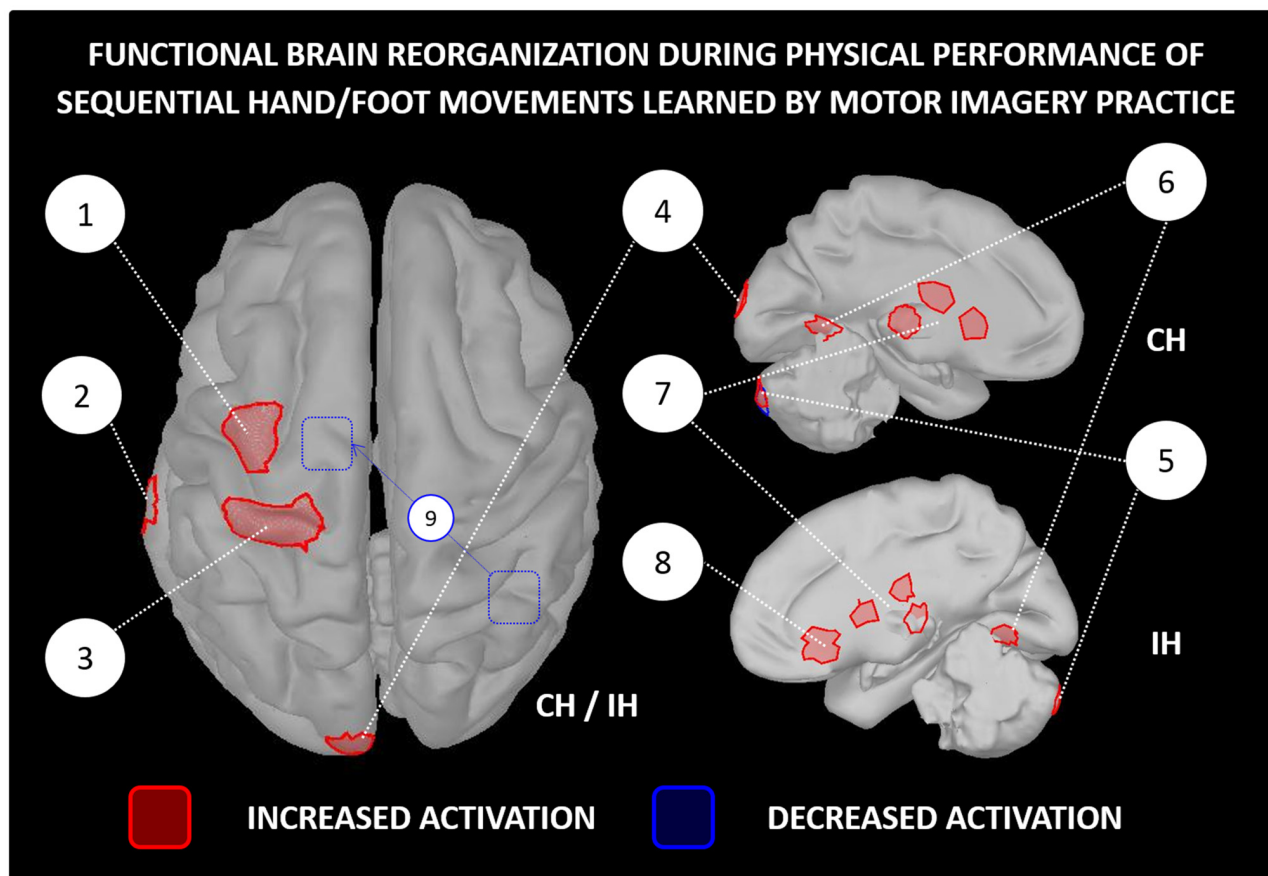 FUNCTIONAL BRAIN REORGANIZATION DURING PHYSICAL PERFORMANCE OF
SEQUENTIAL HAND/FOOT MOVEMENTS LEARNED BY MOTOR IMAGERY PRACTICE
1
4
6
2
CH
7
5
9
8
3
IH
CH / IH
INCREASED ACTIVATION
DECREASED ACTIVATION